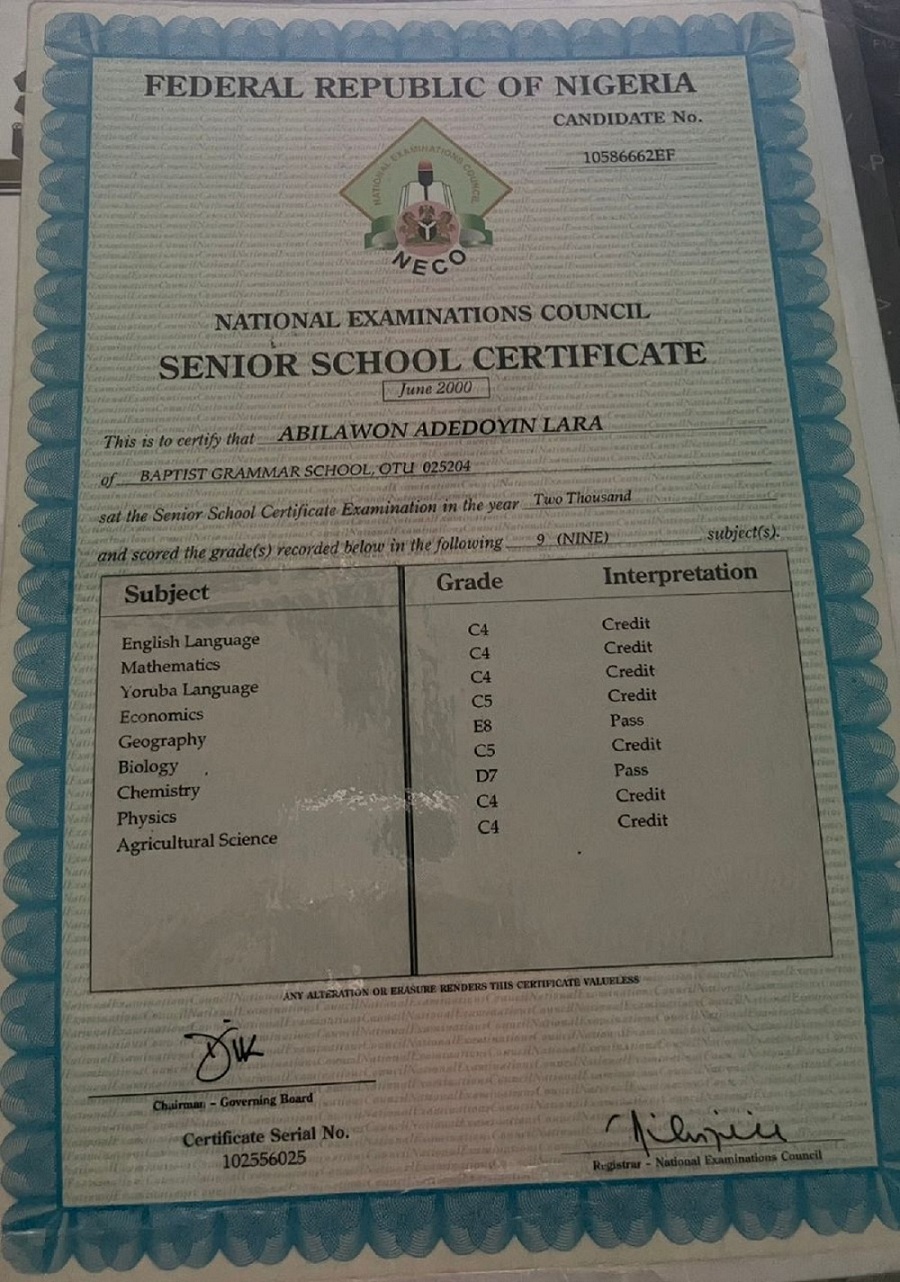 FEDERAL REPUBLIC OF NIGERIA
CANDIDATE No.
10586662EF
NATIONAL EXAMINATIONS COUNCIL
NECO
NATIONAL EXAMINATIONS COUNCIL
SENIOR SCHOOL CERTIFICATE
June 2000
This is to certify that ABILAWON ADEDOYIN LARA
of BAPTIST GRAMMAR SCHOOL, OTU 025204
sat the Senior School Certificate Examination in the year Two Thousand
and scored the grade(s) recorded below in the following 9 (NINE) subject(s).
Subject Grade Interpretation
English Language C4 Credit
Mathematics C4 Credit
Yoruba Language C4 Credit
Economics C5 Credit
Geography E8 Pass
Biology C5 Credit
Chemistry D7 Pass
Physics C4 Credit
Agricultural Science C4 Credit
ANY ALTERATION OR ERASURE RENDERS THIS CERTIFICATE VALUELESS
Chairman - Governing Board
Certificate Serial No.
102556025
Registrar - National Examinations Council